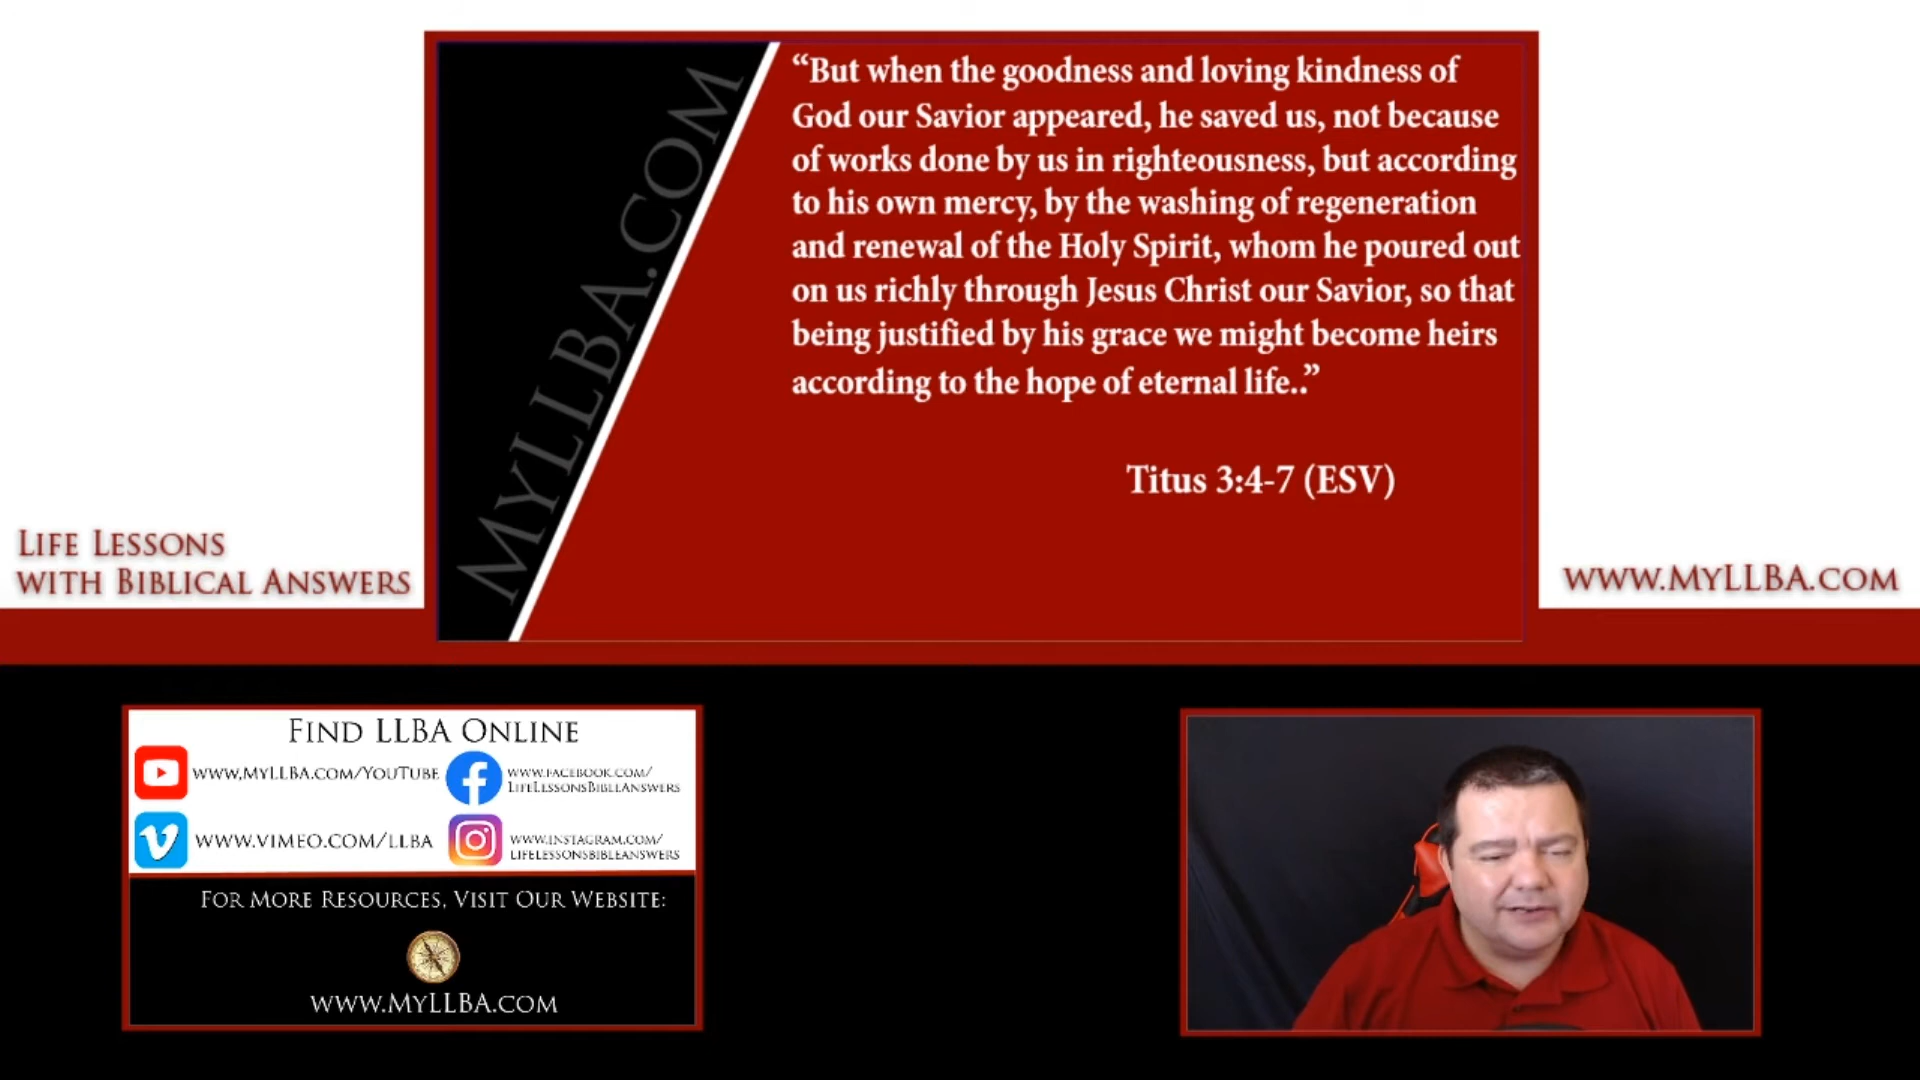 “But when the goodness and loving kindness of
God our Savior appeared, he saved us, not because
of works done by us in righteousness, but according
to his own mercy, by the washing of regeneration
and renewal of the Holy Spirit, whom he poured out
on us richly through Jesus Christ our Savior, so that
being justified by his grace we might become heirs
according to the hope of eternal life..”
Titus 3:4-7 (ESV)
MyLLBA.com
Life Lessons
with Biblical Answers
www.MyLLBA.com
Find LLBA Online
www.MyLLBA.com/YouTube
www.facebook.com/
LifeLessonsBiblAnswers
www.vimeo.com/llba
www.instagram.com/
lifelessonsbibleanswers
For More Resources, Visit Our Website:
www.MyLLBA.com